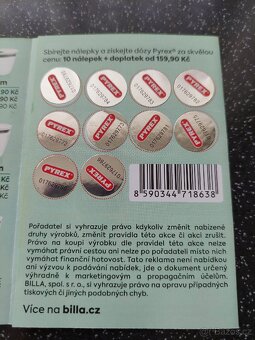 Sbírejte nálepky a získejte dózy Pyrex® za skvělou
cenu: 10 nálepek + doplatek od 159,90 Kč
PYREX
PYREX
PYREX
PYREX
PYREX
PYREX
PYREX
PYREX
PYREX
PYREX
8 590344 718638
Pořadatel si vyhrazuje právo kdykoliv změnit nabízené
druhy výrobků, změnit pravidla této akce či akci zrušit.
Právo na koupi výrobků dle pravidel této akce nelze
vymáhat právní cestou ani nelze po pořadateli místo nich
vymáhat finanční hotovost. Tato reklama není nabídkou
ani výzvou k podávání nabídek, jde o dokument určený
výhradně k marketingovým a propagačním účelům
BILLA, spol. s r. o., si vyhrazuje právo na opravu případných
tiskových či jiných podobných chyb.
Více na billa.cz